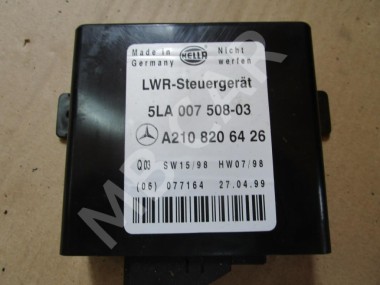 Made in Germany
HELLA
Nicht werfen
LWR-Steuergerät
5LA 007 508-03
A210 820 64 26
Q03 SW15/98 HW07/98
(06) 077164 27.04.99